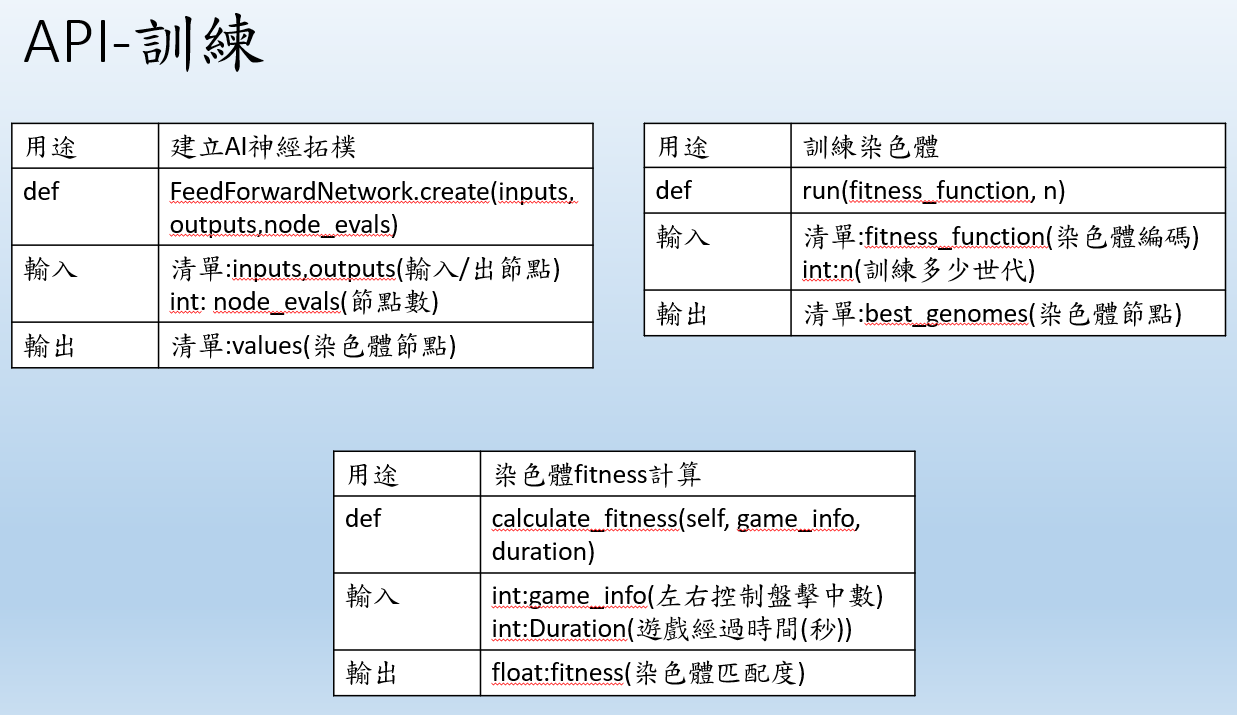 API-訓練
用途 建立AI神經拓樸
def FeedForwardNetwork.create(inputs,
outputs,node_evals)
輸入 清單:inputs,outputs(輸入/出節點)
int: node_evals(節點數)
輸出 清單:values(染色體節點)
用途 訓練染色體
def run(fitness_function, n)
輸入 清單:fitness_function(染色體編碼)
int:n(訓練多少世代)
輸出 清單:best_genomes(染色體節點)
用途 染色體fitness計算
def calculate_fitness(self, game_info,
duration)
輸入 int:game_info(左右控制盤擊中數)
int:Duration(遊戲經過時間(秒))
輸出 float:fitness(染色體匹配度)